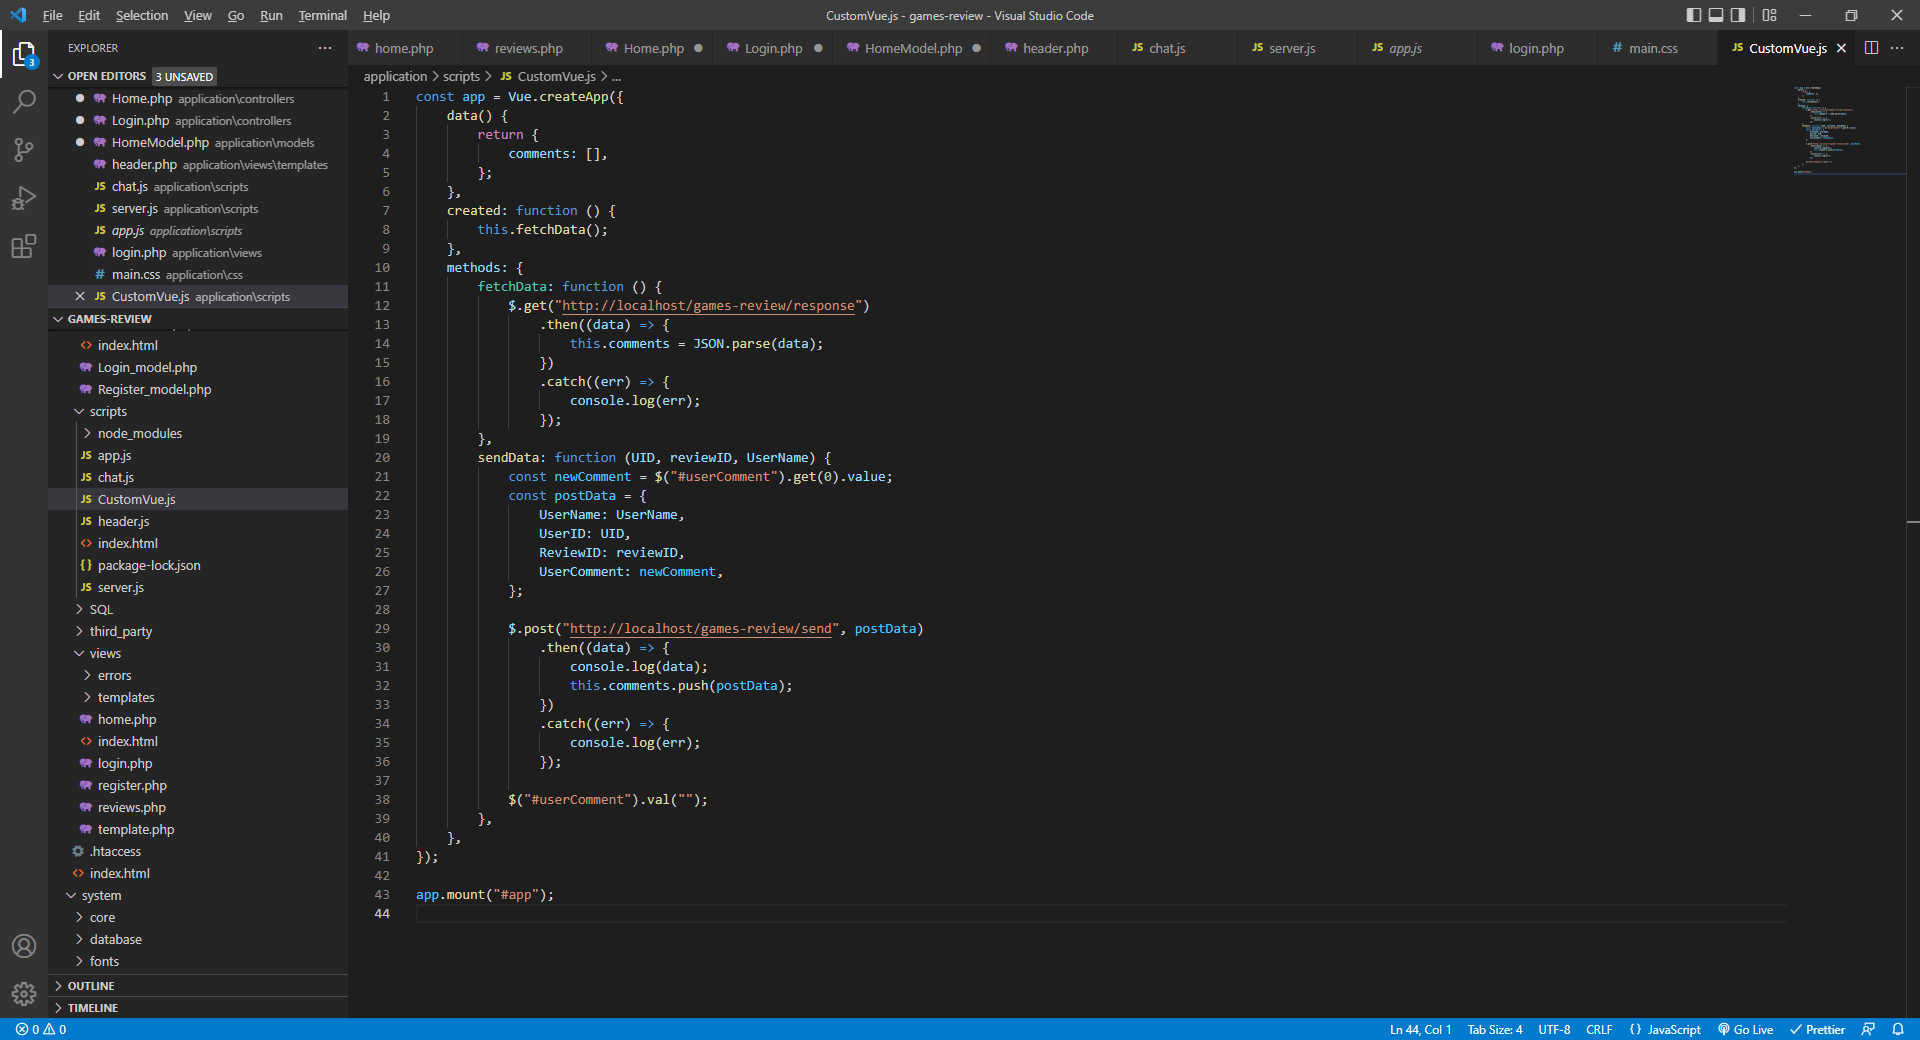 File Edit Selection View Go Run Terminal Help
CustomVue.js - games-review - Visual Studio Code
EXPLORER
home.php reviews.php Home.php Login.php HomeModel.php header.php chat.js server.js app.js login.php main.css CustomVue.js
OPEN EDITORS 3 UNSAVED
Home.php application\controllers
Login.php application\controllers
HomeModel.php application\models
header.php application\views\templates
chat.js application\scripts
server.js application\scripts
app.js application\scripts
login.php application\views
main.css application\css
CustomVue.js application\scripts
GAMES-REVIEW
index.html
Login_model.php
Register_model.php
scripts
node_modules
app.js
chat.js
CustomVue.js
header.js
index.html
package-lock.json
server.js
SQL
third_party
views
errors
templates
home.php
index.html
login.php
register.php
reviews.php
template.php
.htaccess
index.html
system
core
database
fonts
OUTLINE
TIMELINE
3
application > scripts > JS CustomVue.js > ...
1 const app = Vue.createApp({
2 data() {
3 return {
4 comments: [],
5 };
6 },
7 created: function () {
8 this.fetchData();
9 },
10 methods: {
11 fetchData: function () {
12 $.get("http://localhost/games-review/response")
13 .then((data) => {
14 this.comments = JSON.parse(data);
15 })
16 .catch((err) => {
17 console.log(err);
18 });
19 },
20 sendData: function (UID, reviewID, UserName) {
21 const newComment = $("#userComment").get(0).value;
22 const postData = {
23 UserName: UserName,
24 UserID: UID,
25 ReviewID: reviewID,
26 UserComment: newComment,
27 };
28
29 $.post("http://localhost/games-review/send", postData)
30 .then((data) => {
31 console.log(data);
32 this.comments.push(postData);
33 })
34 .catch((err) => {
35 console.log(err);
36 });
37
38 $("#userComment").val("");
39 },
40 },
41 });
42
43 app.mount("#app");
44
0 0
Ln 44, Col 1 Tab Size: 4 UTF-8 CRLF {} JavaScript Go Live Prettier